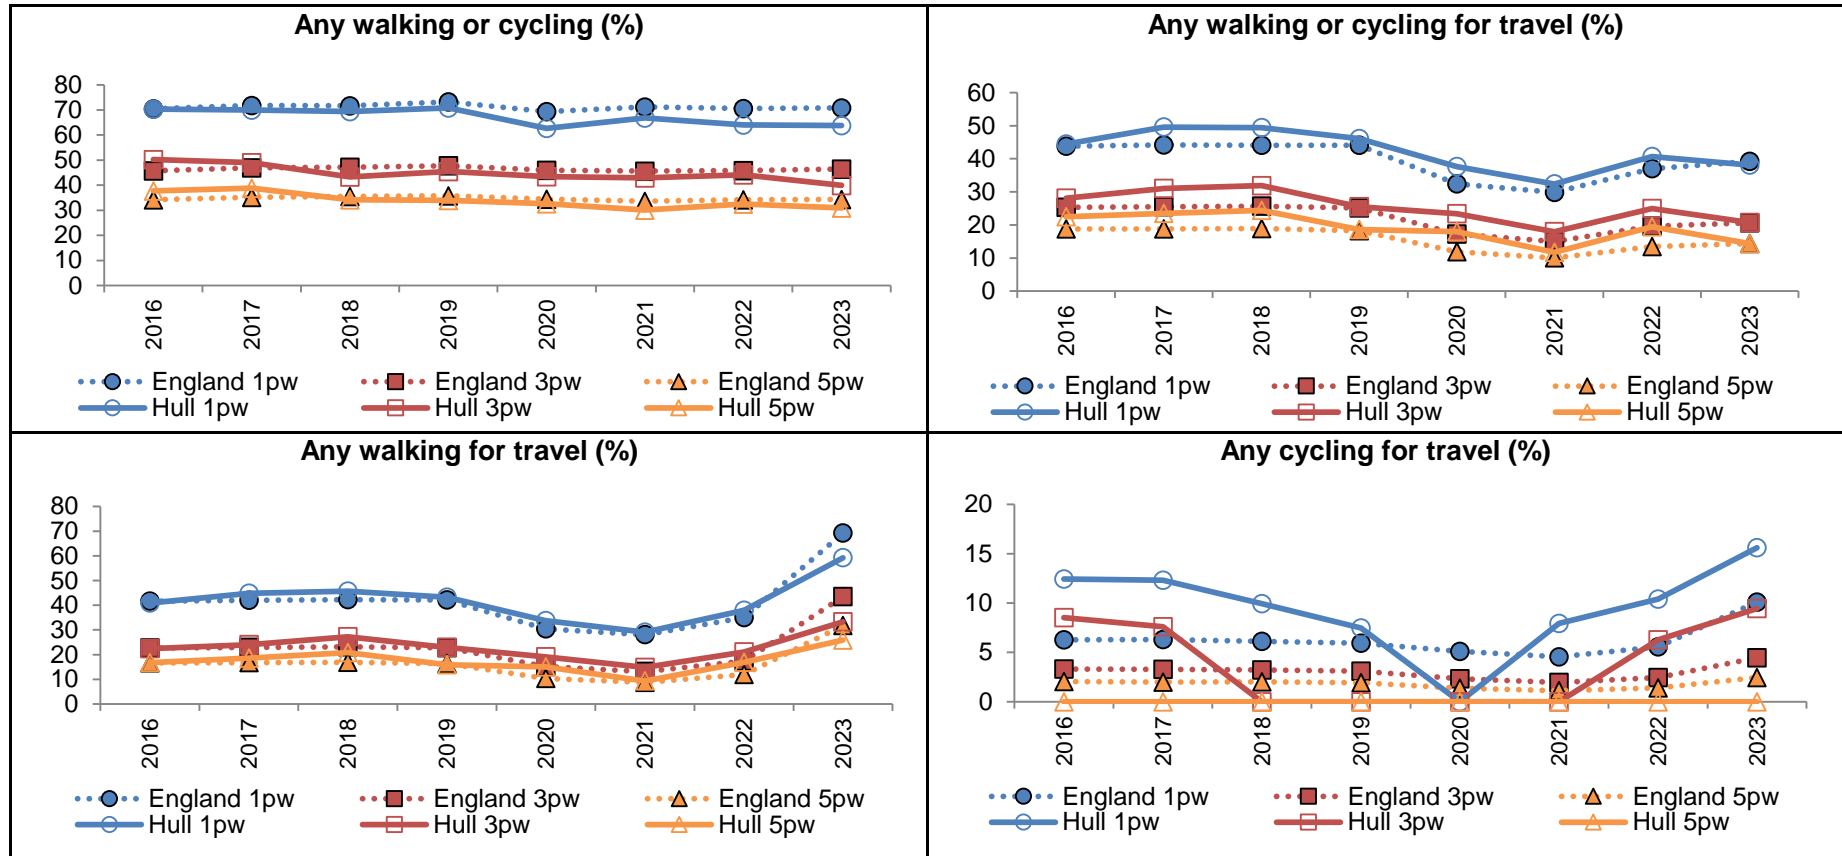 Any walking or cycling (%)
80
70
60
50
40
30
20
10
0
2016 2017 2018 2019 2020 2021 2022 2023
England 1pw England 3pw England 5pw
Hull 1pw Hull 3pw Hull 5pw
Any walking or cycling for travel (%)
60
50
40
30
20
10
0
2016 2017 2018 2019 2020 2021 2022 2023
England 1pw England 3pw England 5pw
Hull 1pw Hull 3pw Hull 5pw
Any walking for travel (%)
80
70
60
50
40
30
20
10
0
2016 2017 2018 2019 2020 2021 2022 2023
England 1pw England 3pw England 5pw
Hull 1pw Hull 3pw Hull 5pw
Any cycling for travel (%)
20
15
10
5
0
2016 2017 2018 2019 2020 2021 2022 2023
England 1pw England 3pw England 5pw
Hull 1pw Hull 3pw Hull 5pw